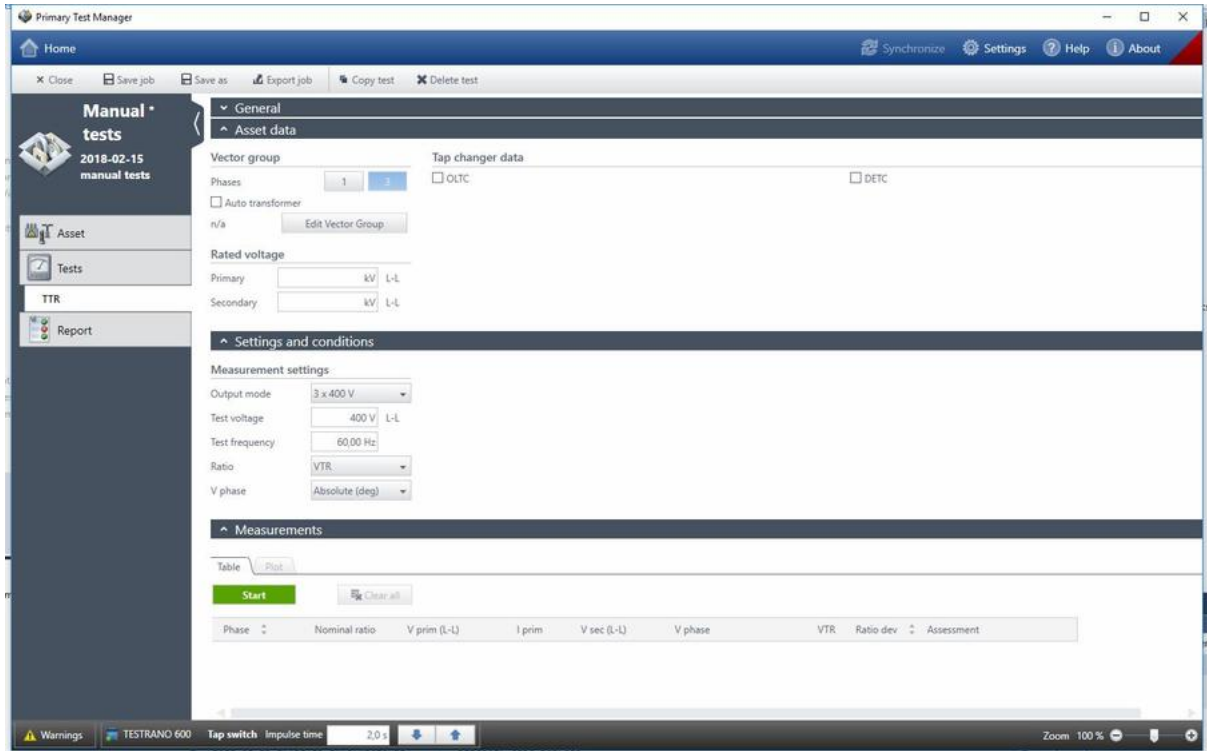 Primary Test Manager
Home
Synchronize Settings Help About
Close Save job Save as Export job Copy test Delete test
Manual *
tests
2018-02-15
manual tests
Asset
Tests
TTR
Report
General
Asset data
Vector group Tap changer data
Phases 1 3 OLTC DETC
Auto transformer
n/a Edit Vector Group
Rated voltage
Primary kV L-L
Secondary kV L-L
Settings and conditions
Measurement settings
Output mode 3 x 400 V
Test voltage 400 V L-L
Test frequency 60,00 Hz
Ratio VTR
V phase Absolute (deg)
Measurements
Table Plot
Start Clear all
Phase Nominal ratio V prim (L-L) I prim V sec (L-L) V phase VTR Ratio dev Assessment
Warnings TESTRANO 600 Tap switch Impulse time 2,0 s Zoom 100 %